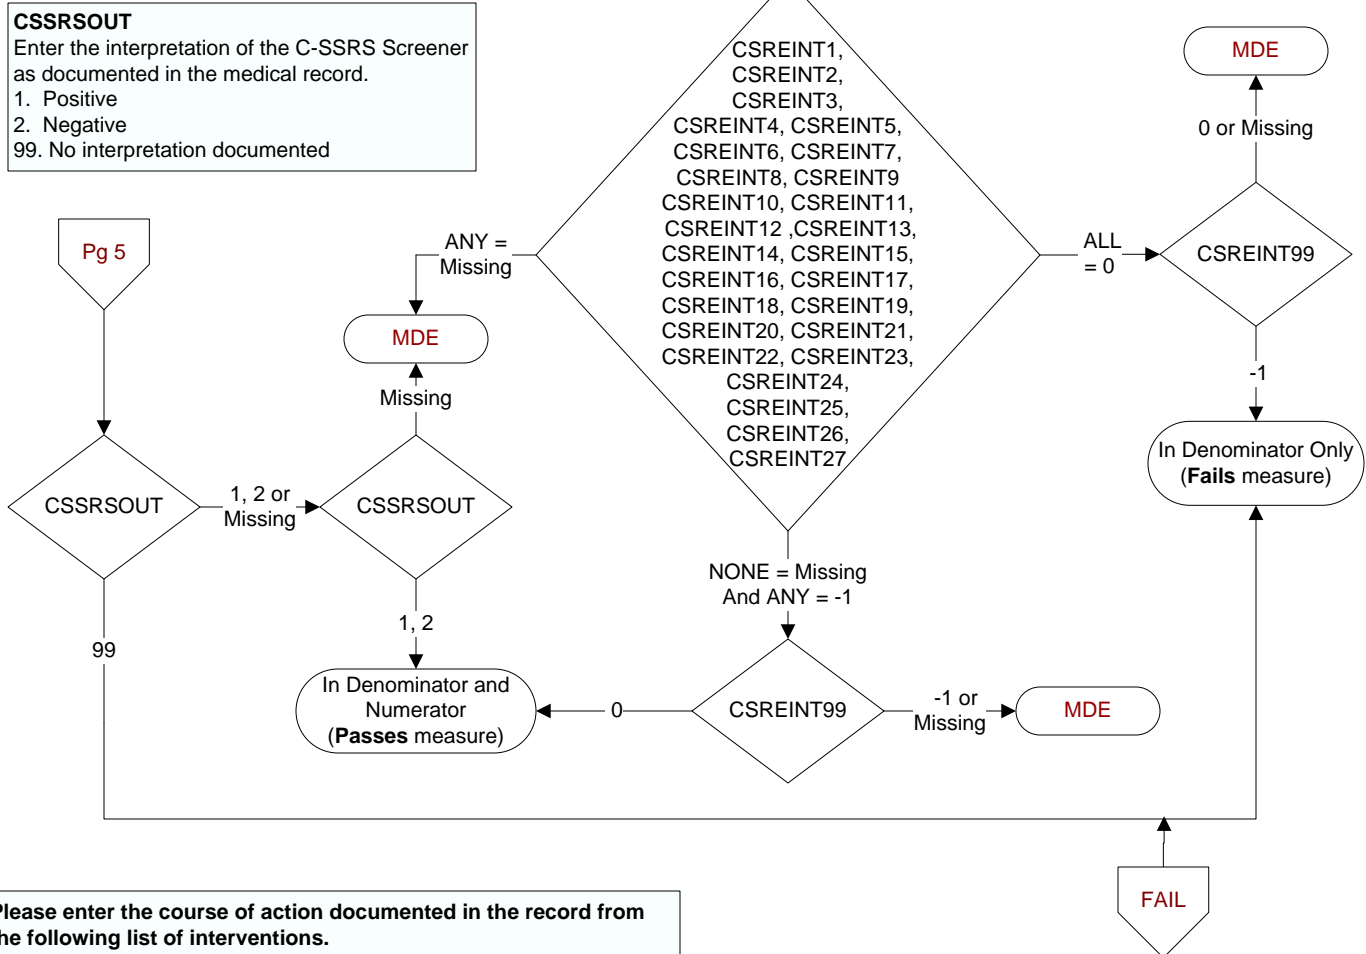 CSSRSOUT
Enter the interpretation of the C-SSRS Screener
as documented in the medical record.
1. Positive
2. Negative
99. No interpretation documented
Pg 5
CSSRSOUT
1, 2 or
Missing
99
CSSRSOUT
Missing
MDE
ANY =
Missing
1, 2
In Denominator and
Numerator
(Passes measure)
CSREINT1,
CSREINT2,
CSREINT3,
CSREINT4, CSREINT5,
CSREINT6, CSREINT7,
CSREINT8, CSREINT9
CSREINT10, CSREINT11,
CSREINT12 ,CSREINT13,
CSREINT14, CSREINT15,
CSREINT16, CSREINT17,
CSREINT18, CSREINT19,
CSREINT20, CSREINT21,
CSREINT22, CSREINT23,
CSREINT24,
CSREINT25,
CSREINT26,
CSREINT27
NONE = Missing
And ANY = -1
CSREINT99
0
-1 or
Missing
MDE
ALL
= 0
CSREINT99
0 or Missing
MDE
-1
In Denominator Only
(Fails measure)
FAIL
Please enter the course of action documented in the record from
the following list of interventions.